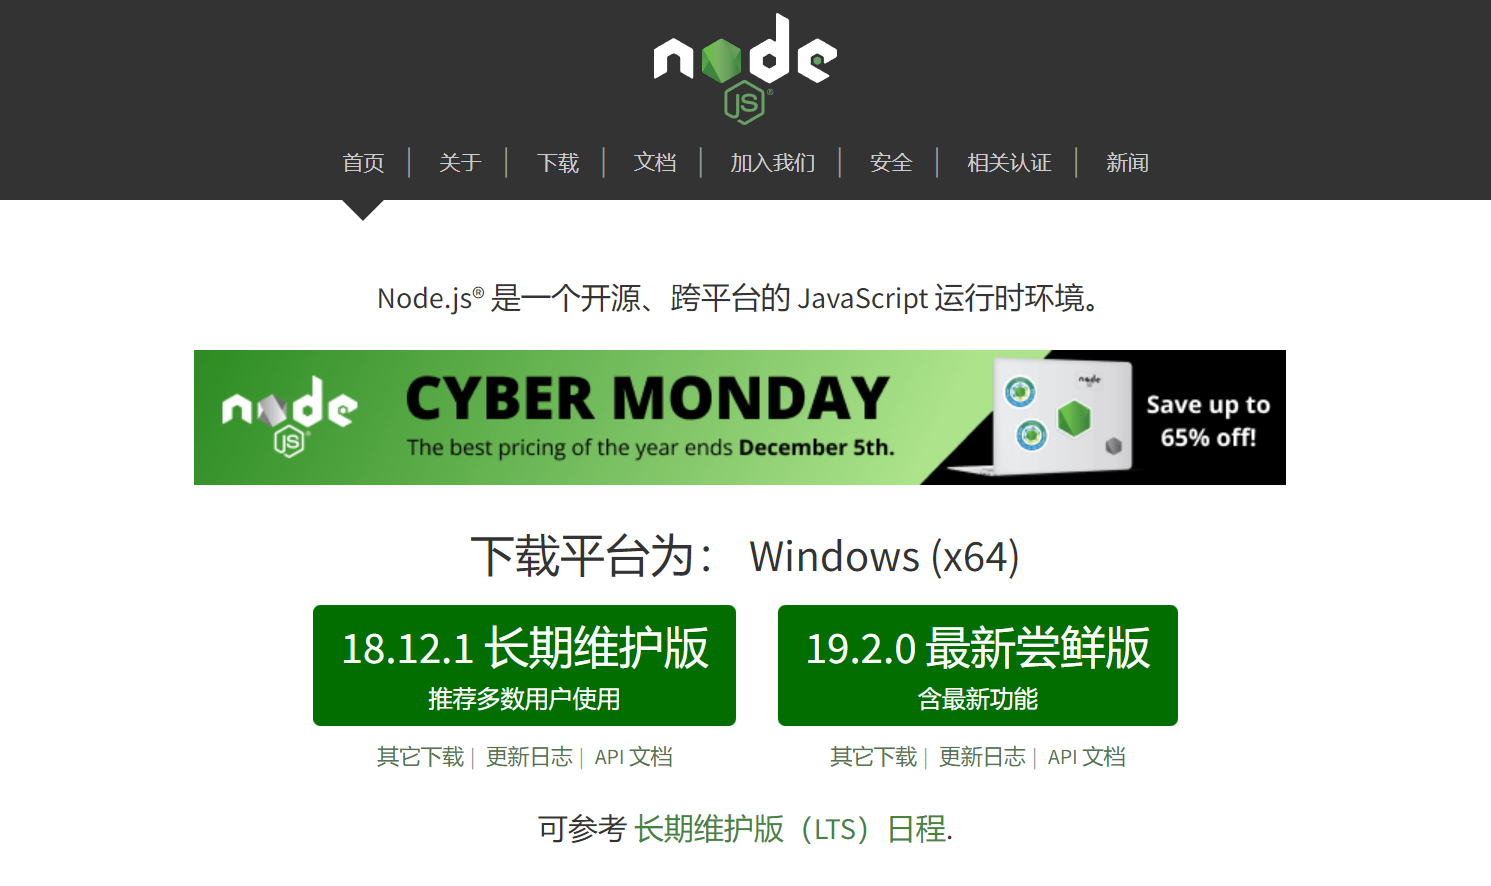 node
JS®
首页 | 关于 | 下载 | 文档 | 加入我们 | 安全 | 相关认证 | 新闻
Node.js® 是一个开源、跨平台的 JavaScript 运行时环境。
node
JS
CYBER MONDAY
The best pricing of the year ends December 5th.
node
Save up to
65% off!
下载平台为： Windows (x64)
18.12.1 长期维护版
推荐多数用户使用
19.2.0 最新尝鲜版
含最新功能
其它下载 | 更新日志 | API 文档
其它下载 | 更新日志 | API 文档
可参考 长期维护版（LTS）日程.